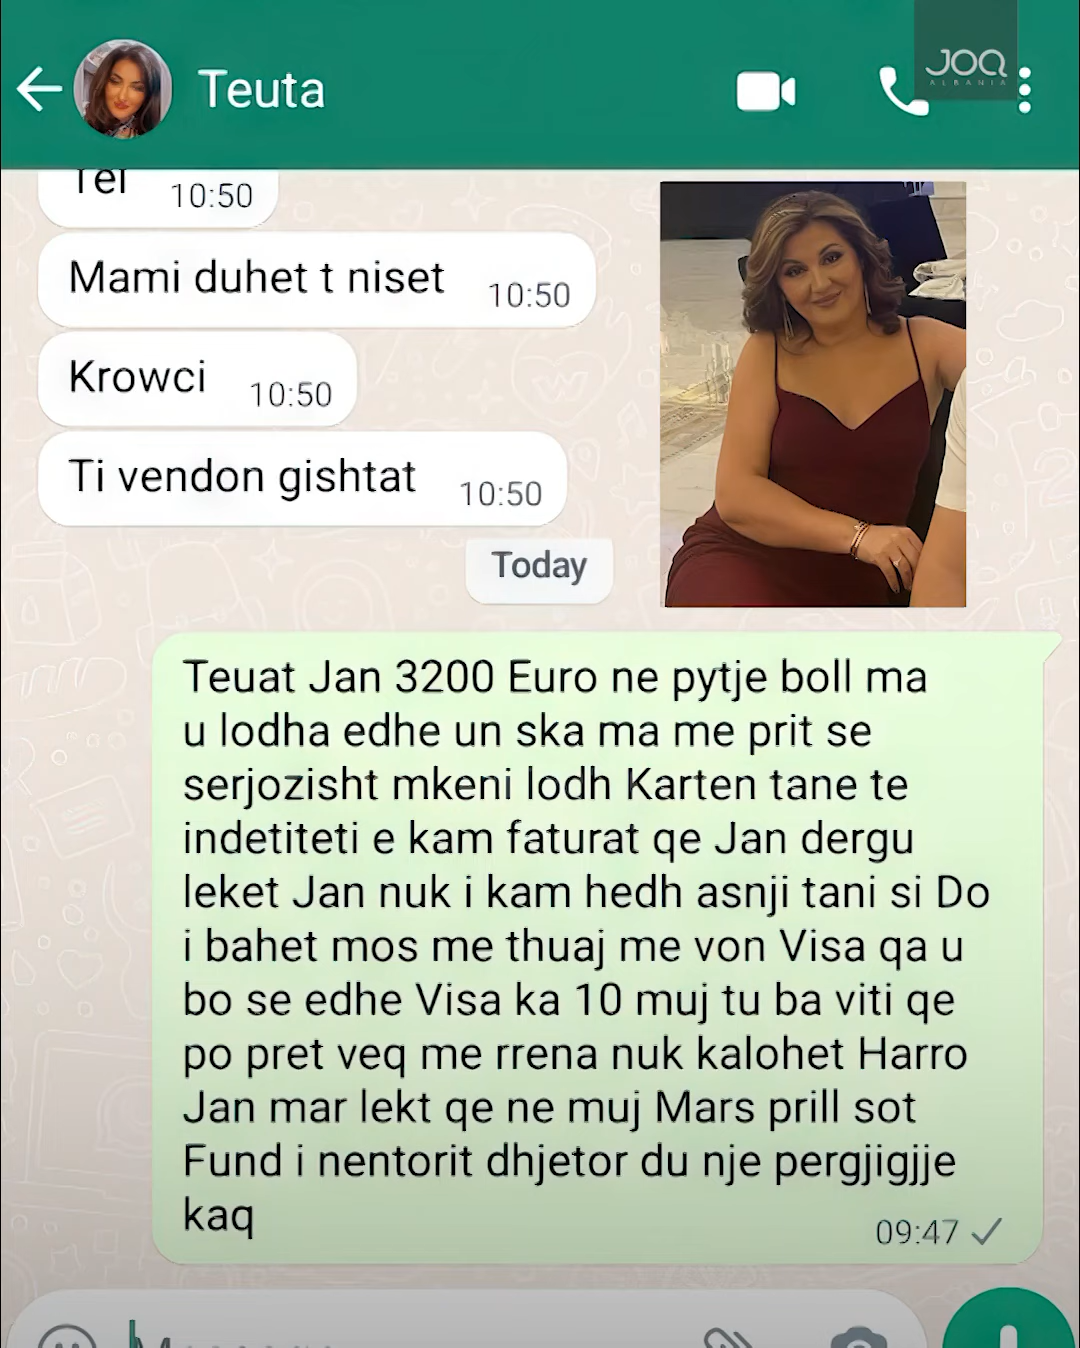 Teuta
JOQ
ALBANIA
Tel
10:50
Mami duhet t niset
10:50
Krowci
10:50
Ti vendon gishtat
10:50
Today
Teuat Jan 3200 Euro ne pytje boll ma
u lodha edhe un ska ma me prit se
serjozisht mkeni lodh Karten tane te
indetiteti e kam faturat qe Jan dergu
leket Jan nuk i kam hedh asnji tani si Do
i bahet mos me thuaj me von Visa qa u
bo se edhe Visa ka 10 muj tu ba viti qe
po pret veq me rrena nuk kalohet Harro
Jan mar lekt qe ne muj Mars prill sot
Fund i nentorit dhjetor du nje pergjigjje
kaq
09:47